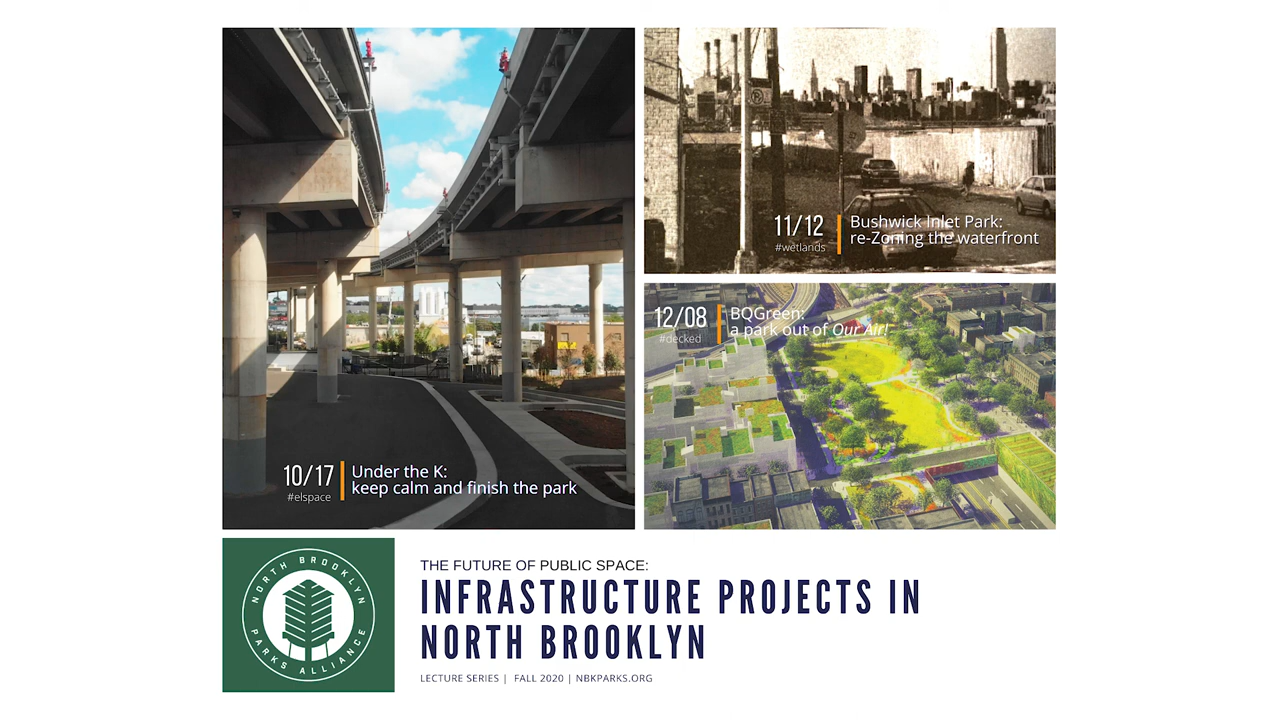 10/17
#elspace
Under the K:
keep calm and finish the park
11/12
#wetlands
Bushwick Inlet Park:
re-Zoning the waterfront
12/08
#decked
BQGreen:
a park out of Our Air!
NORTH BROOKLYN
PARKS ALLIANCE
THE FUTURE OF PUBLIC SPACE:
INFRASTRUCTURE PROJECTS IN
NORTH BROOKLYN
LECTURE SERIES | FALL 2020 | NBKPARKS.ORG